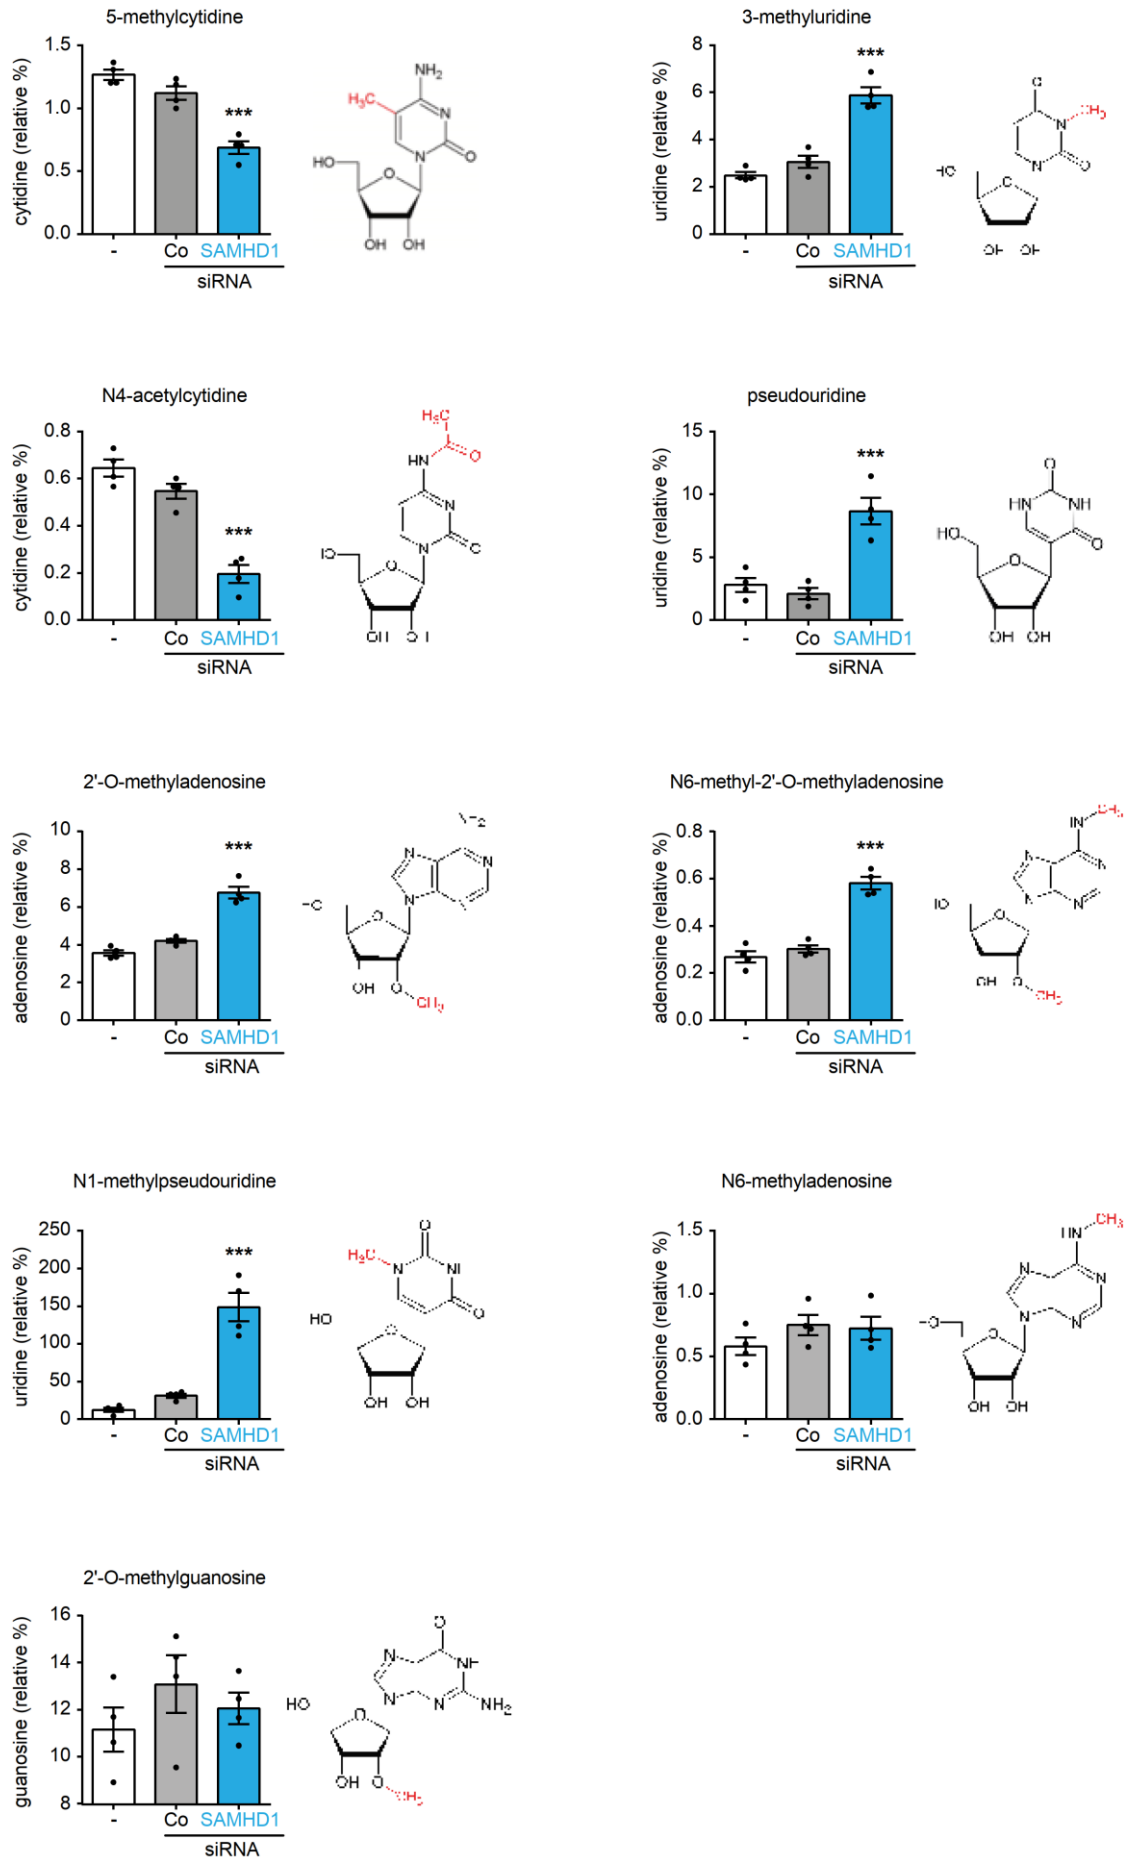 5-methylcytidine
cytidine (relative %)
1.5
1.0
0.5
0.0
***
- Co SAMHD1
siRNA
NH₂
H₃C
N
N O
HO
O
OH OH
3-methyluridine
uridine (relative %)
8
6
4
2
0
***
- Co SAMHD1
siRNA
N
O
N4-acetylcytidine
cytidine (relative %)
0.8
0.6
0.4
0.2
0.0
***
- Co SAMHD1
siRNA
O
HN
N
N
O
pseudouridine
uridine (relative %)
15
10
5
0
***
- Co SAMHD1
siRNA
O
HN NH
HO O
O
OH OH
2'-O-methyladenosine
adenosine (relative %)
10
8
6
4
2
0
***
- Co SAMHD1
siRNA
N N
N
O
OH O
N6-methyl-2'-O-methyladenosine
adenosine (relative %)
0.8
0.6
0.4
0.2
0.0
***
- Co SAMHD1
siRNA
N
O
O
N1-methylpseudouridine
uridine (relative %)
250
200
150
100
50
0
***
- Co SAMHD1
siRNA
O
N
O
HO
OH OH
N6-methyladenosine
adenosine (relative %)
1.5
1.0
0.5
0.0
- Co SAMHD1
siRNA
CH₃
HN
N N
N N
O
OH OH
2'-O-methylguanosine
guanosine (relative %)
16
14
12
10
8
- Co SAMHD1
siRNA
O
N
N N NH₂
HO O
OH O